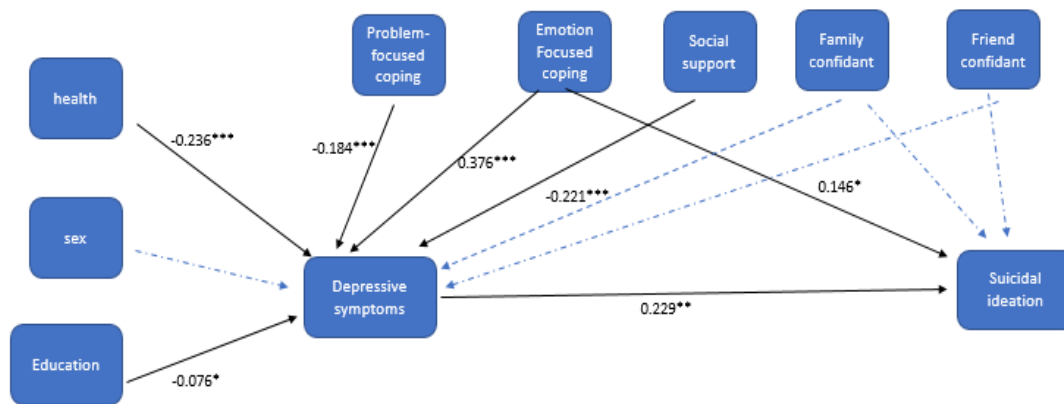 Problem-
focused
coping
Emotion
Focused
coping
Social
support
Family
confidant
Friend
confidant
health
-0.236***
-0.184***
0.376***
-0.221***
0.146*
sex
Depressive
symptoms
Suicidal
ideation
0.229**
Education
-0.076*